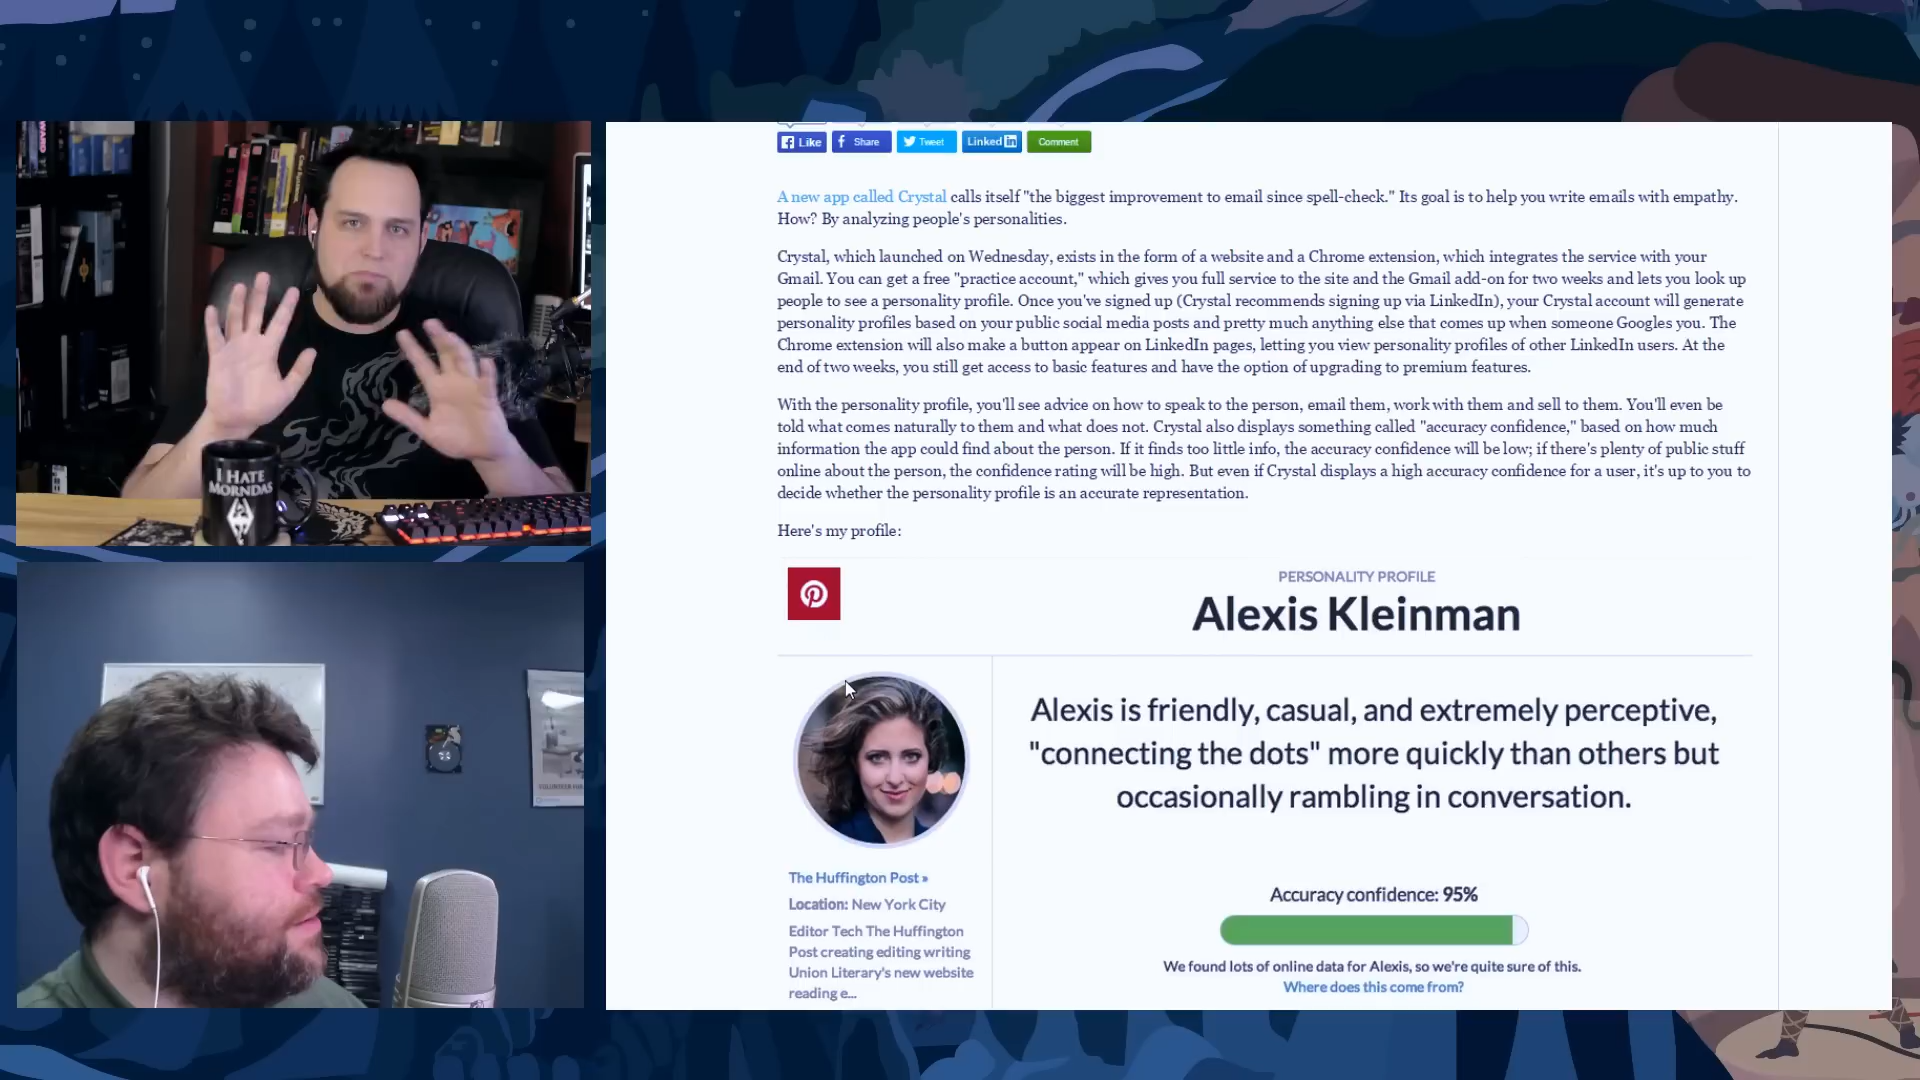 Like
Share
Tweet
Linked in
Comment
A new app called Crystal calls itself "the biggest improvement to email since spell-check." Its goal is to help you write emails with empathy.
How? By analyzing people's personalities.
Crystal, which launched on Wednesday, exists in the form of a website and a Chrome extension, which integrates the service with your
Gmail. You can get a free "practice account," which gives you full service to the site and the Gmail add-on for two weeks and lets you look up
people to see a personality profile. Once you've signed up (Crystal recommends signing up via LinkedIn), your Crystal account will generate
personality profiles based on your public social media posts and pretty much anything else that comes up when someone Googles you. The
Chrome extension will also make a button appear on LinkedIn pages, letting you view personality profiles of other LinkedIn users. At the
end of two weeks, you still get access to basic features and have the option of upgrading to premium features.
With the personality profile, you'll see advice on how to speak to the person, email them, work with them and sell to them. You'll even be
told what comes naturally to them and what does not. Crystal also displays something called "accuracy confidence," based on how much
information the app could find about the person. If it finds too little info, the accuracy confidence will be low; if there's plenty of public stuff
online about the person, the confidence rating will be high. But even if Crystal displays a high accuracy confidence for a user, it's up to you to
decide whether the personality profile is an accurate representation.
Here's my profile:
PERSONALITY PROFILE
Alexis Kleinman
Alexis is friendly, casual, and extremely perceptive,
"connecting the dots" more quickly than others but
occasionally rambling in conversation.
The Huffington Post »
Location: New York City
Editor Tech The Huffington
Post creating editing writing
Union Literary's new website
reading e...
Accuracy confidence: 95%
We found lots of online data for Alexis, so we're quite sure of this.
Where does this come from?
DUNE
DUNE
I HATE
MORNDAS